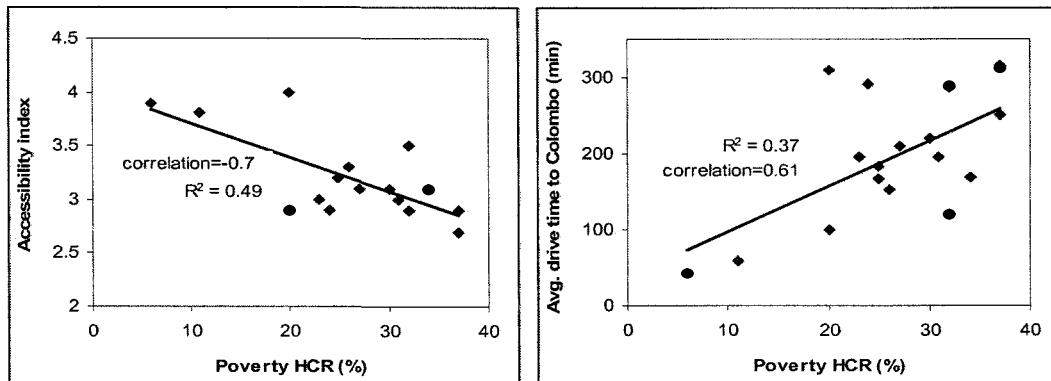 4.5
4
3.5
3
2.5
2
Accessibility index
correlation=-0.7
R² = 0.49
0 10 20 30 40
Poverty HCR (%)
300
200
100
0
Avg. drive time to Colombo (min)
R² = 0.37
correlation=0.61
0 10 20 30 40
Poverty HCR (%)